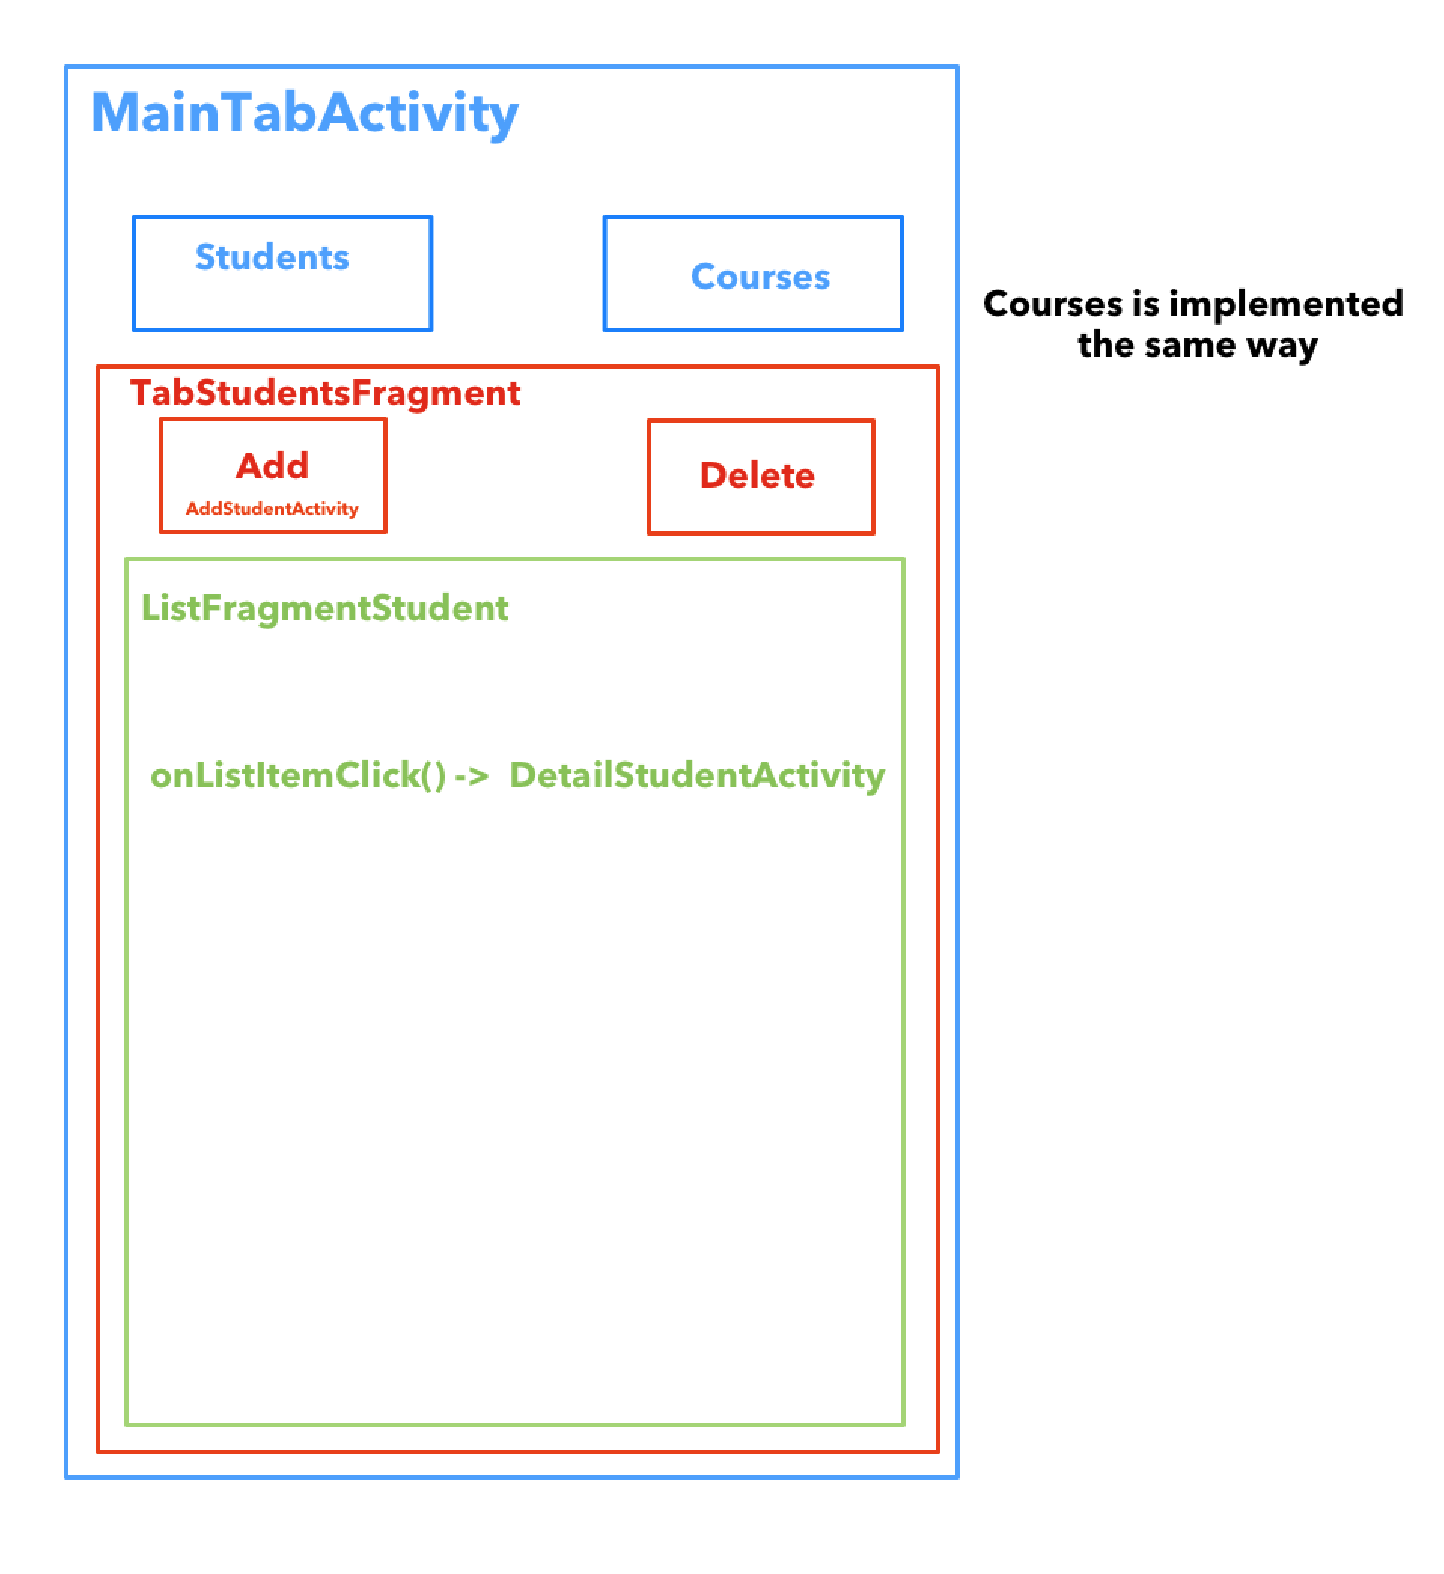 MainTabActivity
Students
Courses
Courses is implemented
the same way
TabStudentsFragment
Add
AddStudentActivity
Delete
ListFragmentStudent
onListItemClick() -> DetailStudentActivity